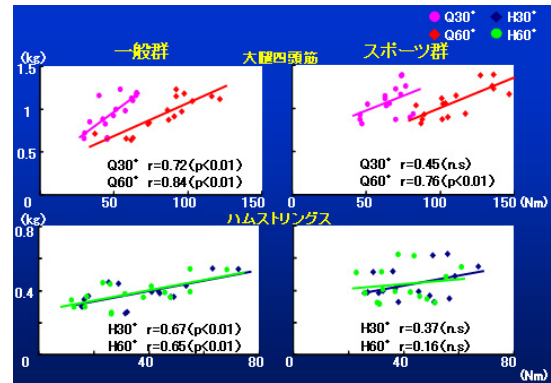 ● Q30° ◆ H30°
◆ Q60° ● H60°
一般群
大腿四頭筋
スポーツ群
(kg)
1.5
1
0.5
0
Q30° r=0.72(p<0.01)
Q60° r=0.84(p<0.01)
50 100 150
Q30° r=0.45(n.s)
Q60° r=0.76(p<0.01)
0 50 100 150 (Nm)
(kg)
ハムストリングス
0.8
0.4
0
H30° r=0.67(p<0.01)
H60° r=0.65(p<0.01)
40 80
H30° r=0.37(n.s)
H60° r=0.16(n.s)
0 40 80
(Nm)